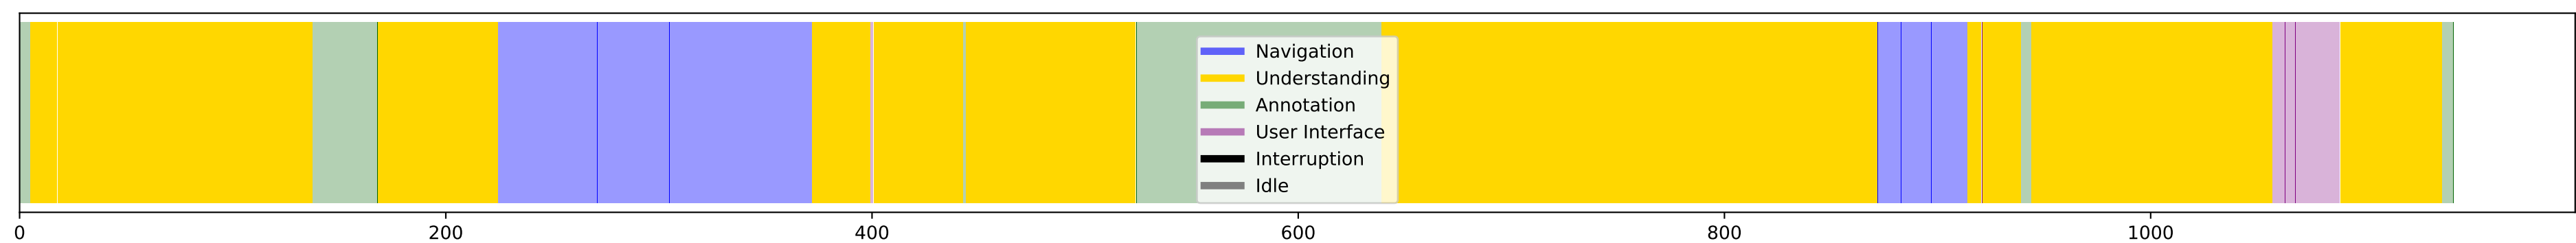 Navigation
Understanding
Annotation
User Interface
Interruption
Idle
0 200 400 600 800 1000